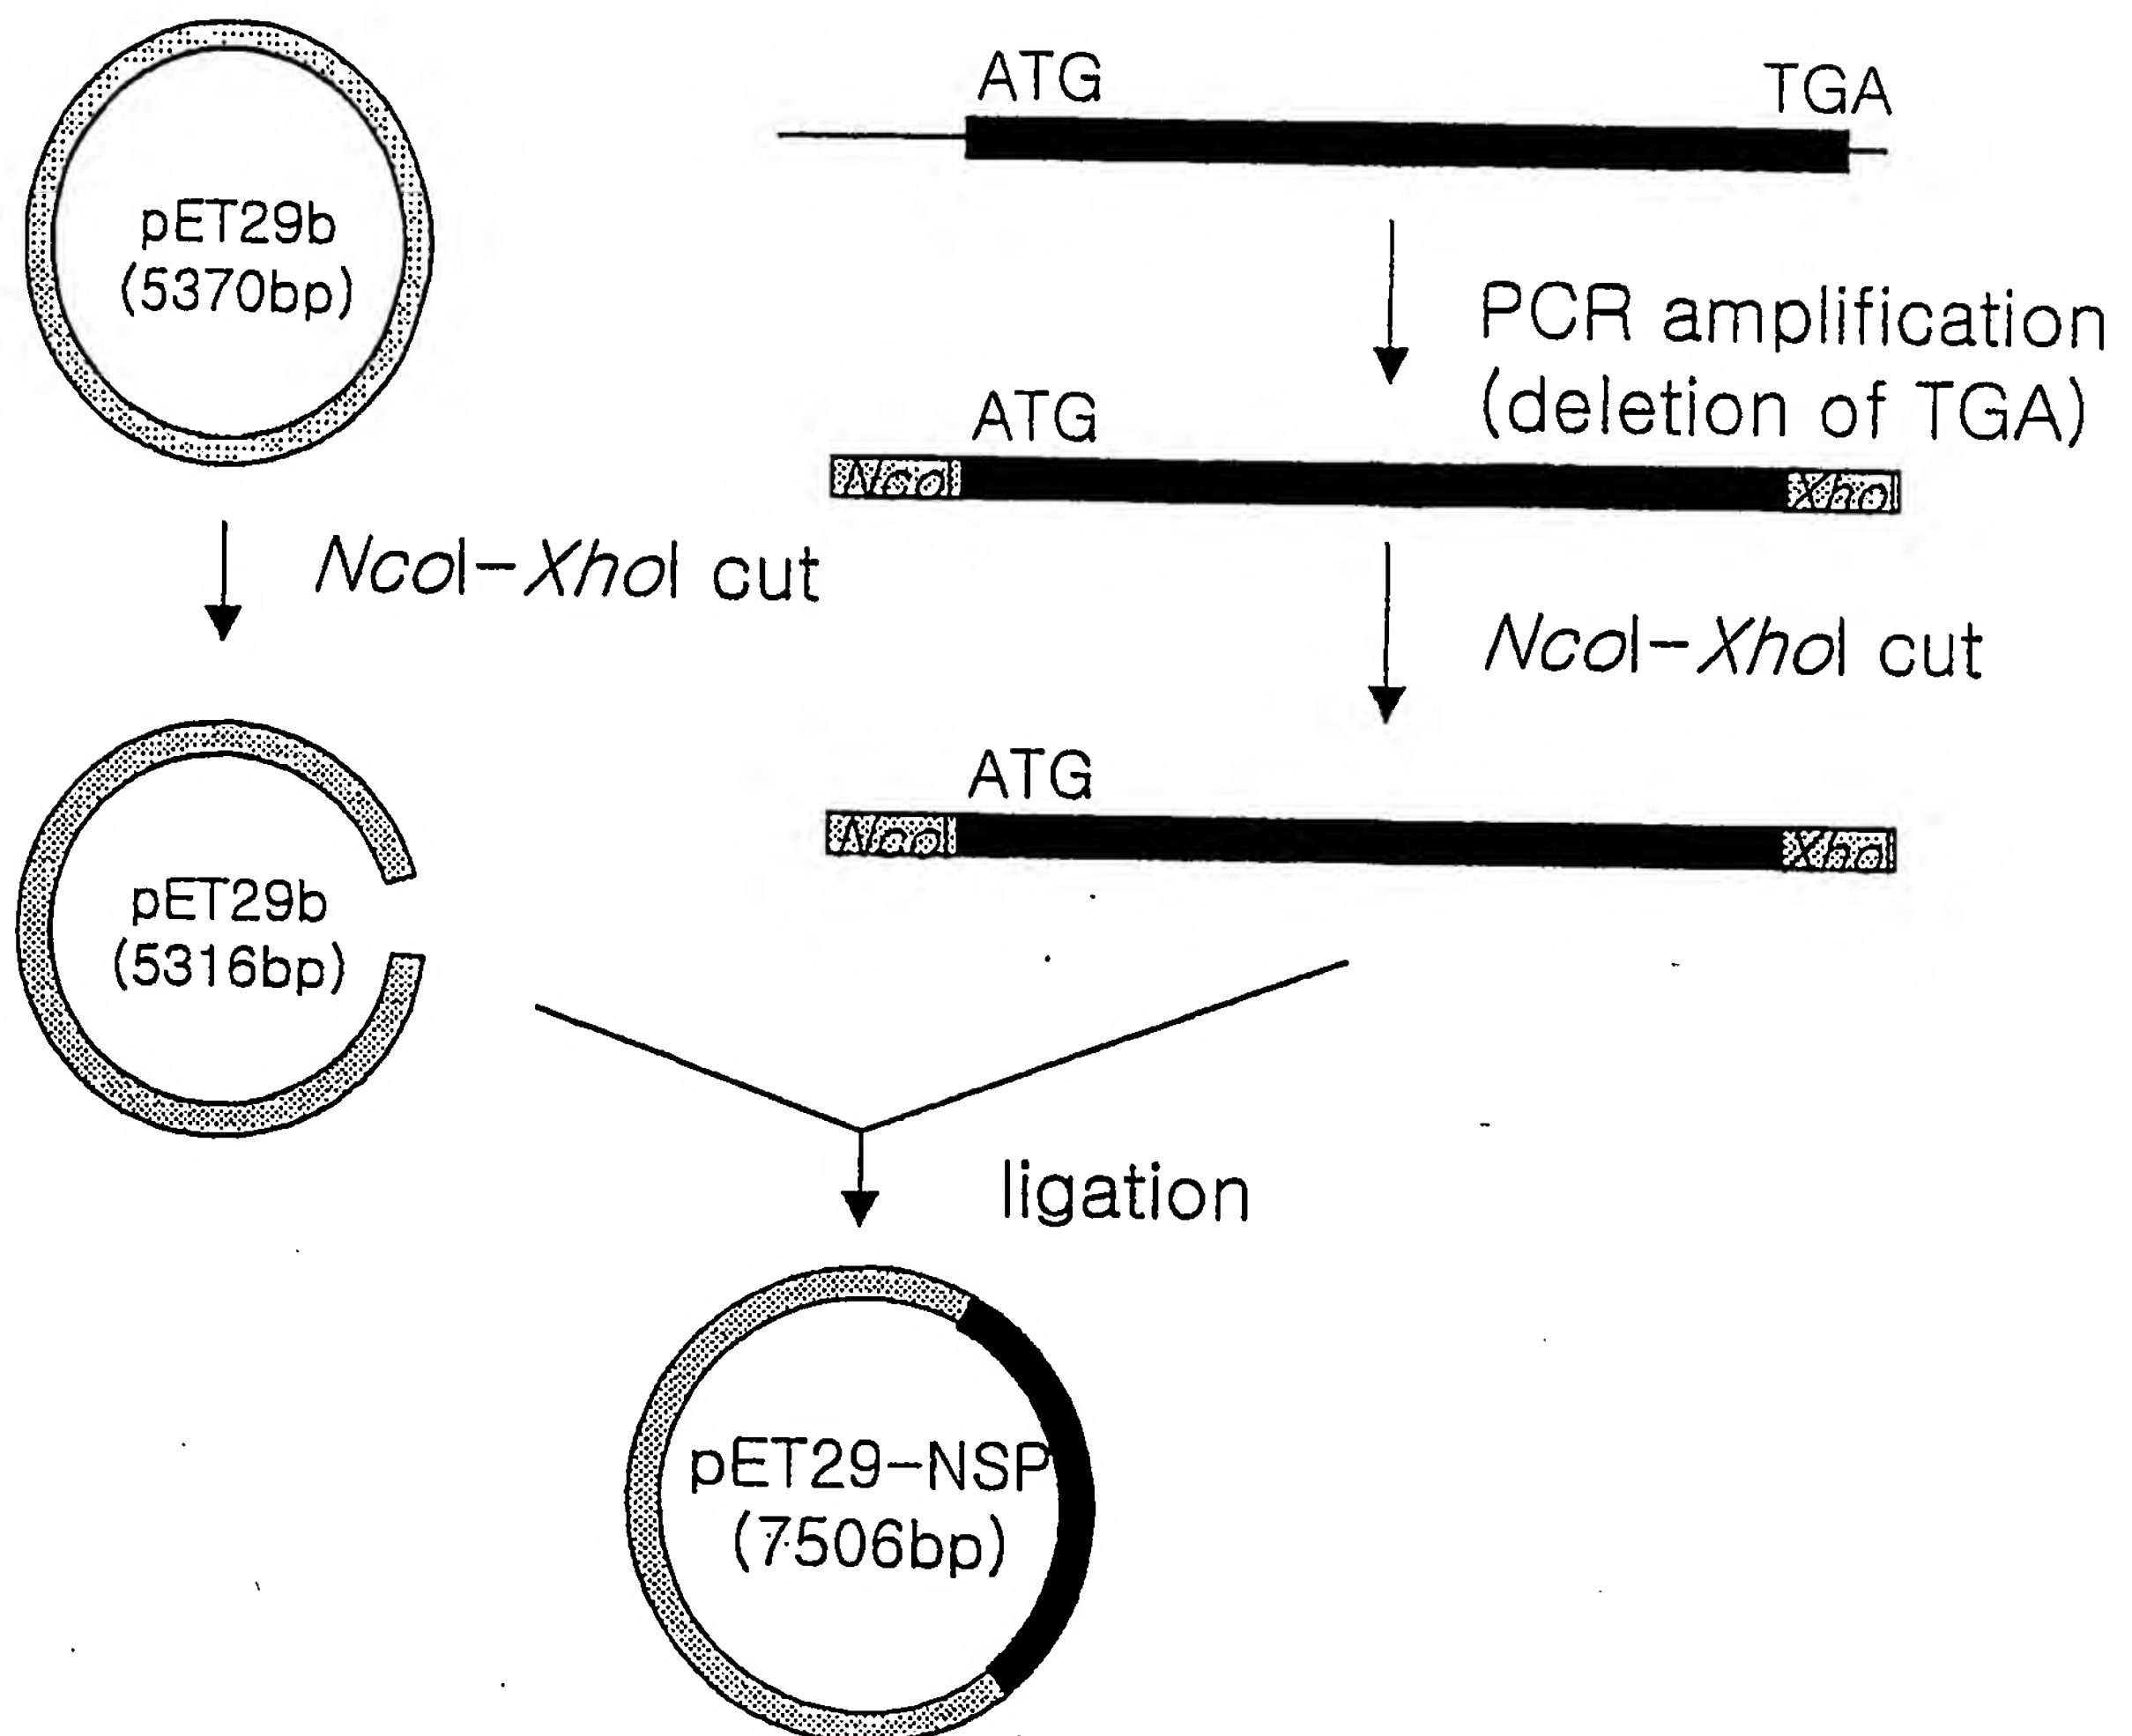 pET29b
(5370bp)
NcoI-XhoI cut
pET29b
(5316bp)
ATG
TGA
PCR amplification
(deletion of TGA)
ATG
NcoI
XhoI
NcoI-XhoI cut
ATG
NcoI
XhoI
ligation
pET29-NSP
(7506bp)